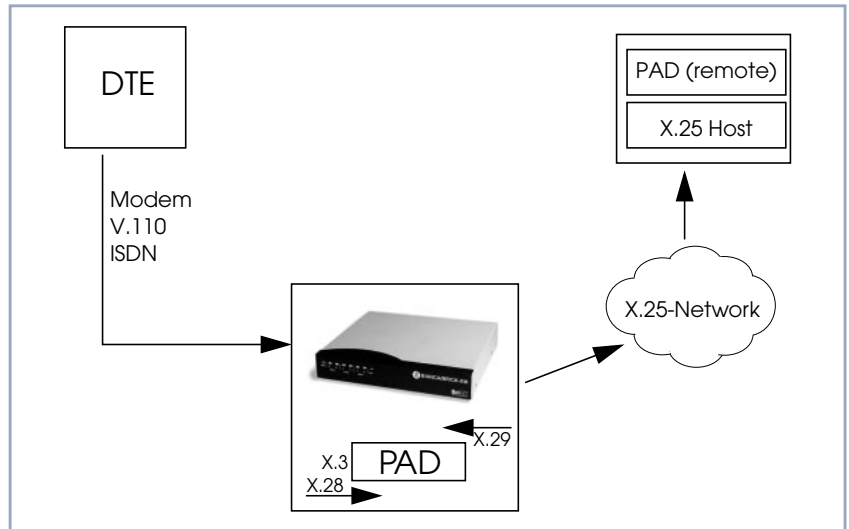 DTE
PAD (remote)
X.25 Host
Modem
V.110
ISDN
X.25-Network
X.29
X.3
PAD
X.28